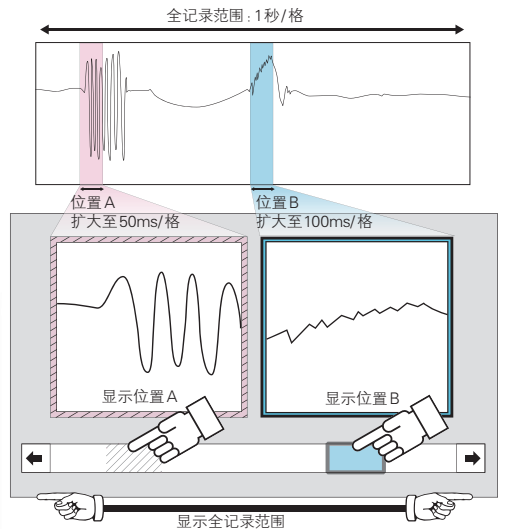 全记录范围：1秒/格
位置A
扩大至50ms/格
位置B
扩大至100ms/格
显示位置A
显示位置B
显示全记录范围